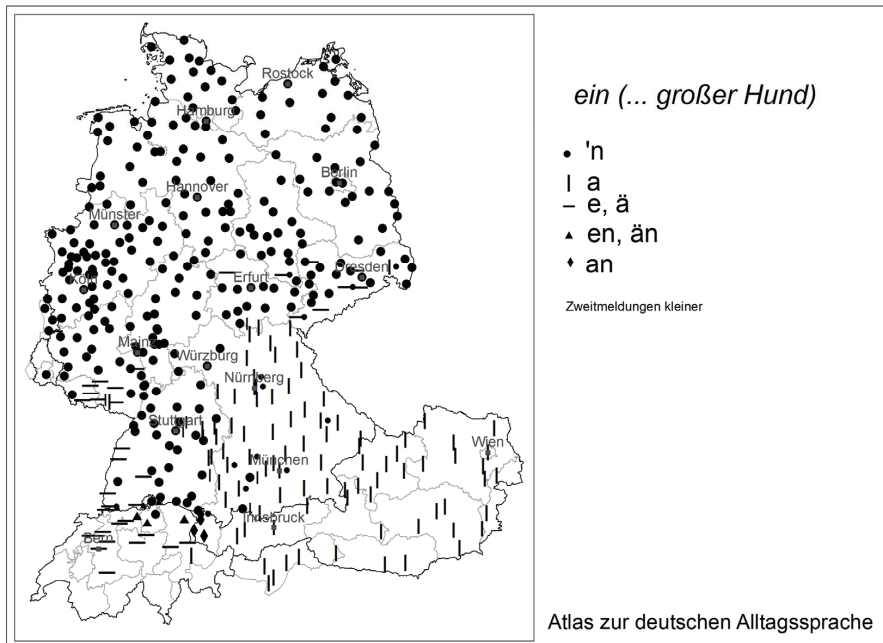 Rostock
Hamburg
Berlin
Hannover
Münster
Dresden
Köln
Erfurt
Mainz
Würzburg
Nürnberg
Stuttgart
Wien
München
Innsbruck
Bern
ein (... großer Hund)
'n
a
e, ä
en, än
an
Zweitmeldungen kleiner
Atlas zur deutschen Alltagssprache